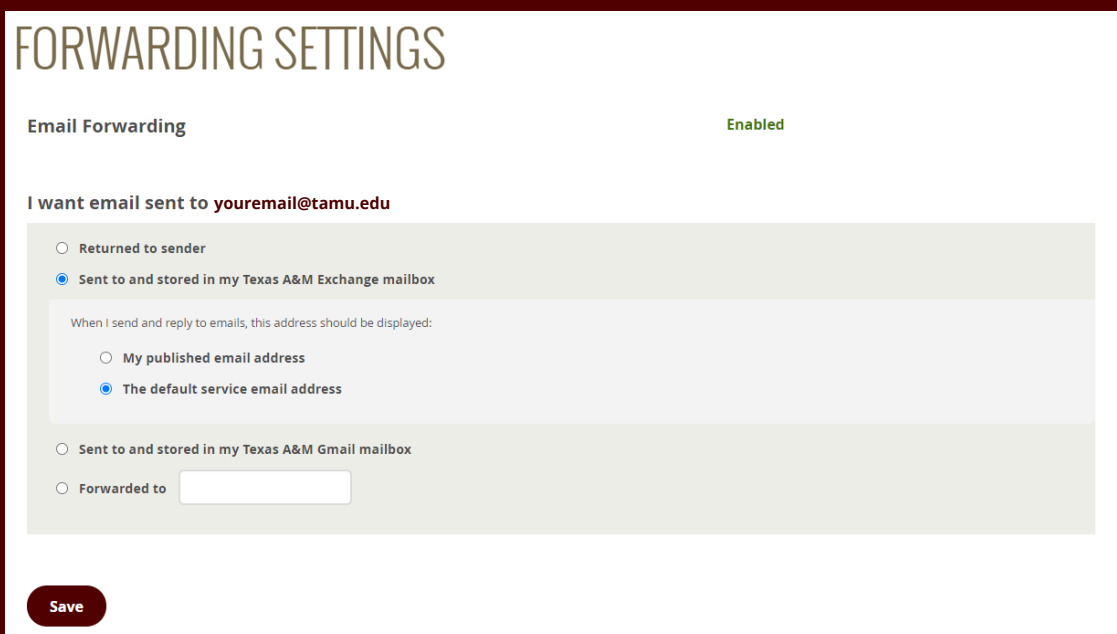 FORWARDING SETTINGS
Email Forwarding Enabled
I want email sent to youremail@tamu.edu
Returned to sender
Sent to and stored in my Texas A&M Exchange mailbox
When I send and reply to emails, this address should be displayed:
My published email address
The default service email address
Sent to and stored in my Texas A&M Gmail mailbox
Forwarded to
Save